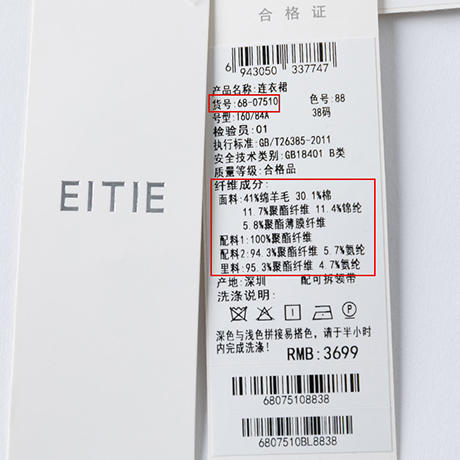 EITIE
合格证
6 943050 337747
产品名称:连衣裙
货号:68-07510 色号:88
号型:160/84A 38码
检验员:01
执行标准:GB/T26385-2011
安全技术类别:GB18401 B类
质量等级:合格品
纤维成分:
面料:41%绵羊毛 30.1%棉
11.7%聚酯纤维 11.4%锦纶
5.8%聚酯薄膜纤维
配料1:100%聚酯纤维
配料2:94.3%聚酯纤维 5.7%氨纶
里料:95.3%聚酯纤维 4.7%氨纶
产地:深圳 配可拆领带
洗涤说明:
深色与浅色拼接易搭色,请于半小时
内完成洗涤!
RMB:3699
68075108838
6807510BL8838